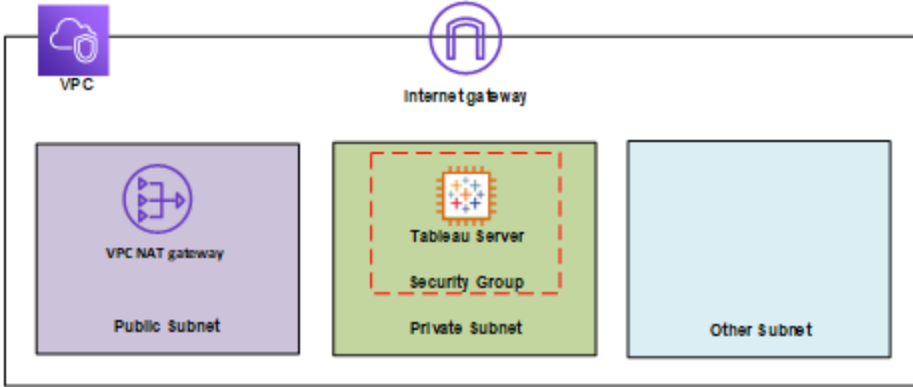 VPC
Internet gateway
VPC NAT gateway
Tableau Server
Security Group
Public Subnet
Private Subnet
Other Subnet